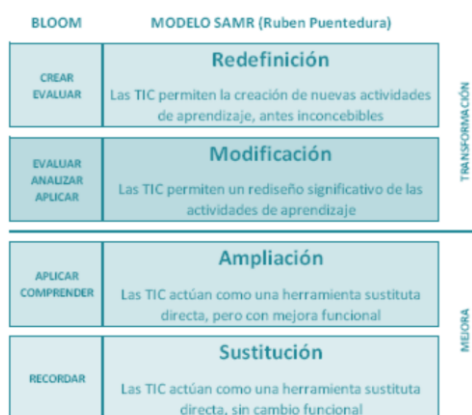 BLOOM MODELO SAMR (Ruben Puentedura)
CREAR
EVALUAR
Redefinición
Las TIC permiten la creación de nuevas actividades
de aprendizaje, antes inconcebibles
EVALUAR
ANALIZAR
APLICAR
Modificación
Las TIC permiten un rediseño significativo de las
actividades de aprendizaje
TRANSFORMACIÓN
APLICAR
COMPRENDER
Ampliación
Las TIC actúan como una herramienta sustituta
directa, pero con mejora funcional
RECORDAR
Sustitución
Las TIC actúan como una herramienta sustituta
directa, sin cambio funcional
MEJORA